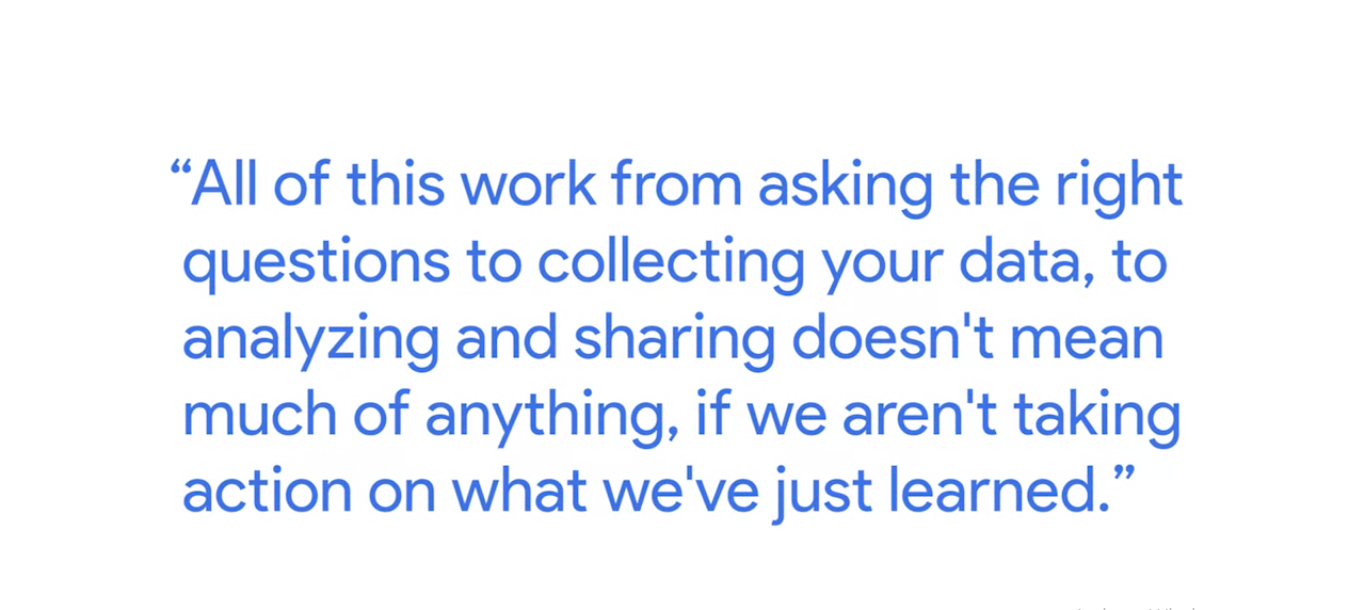 “All of this work from asking the right
questions to collecting your data, to
analyzing and sharing doesn't mean
much of anything, if we aren't taking
action on what we've just learned.”